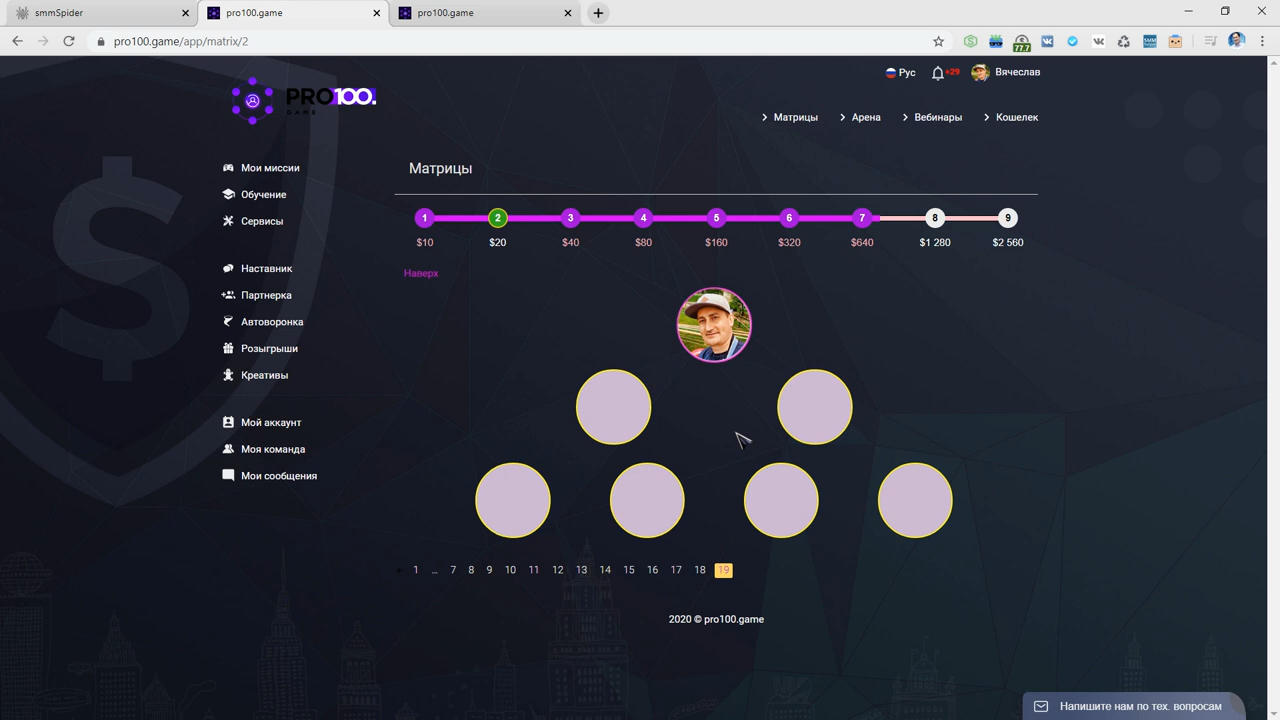 smmSpider
pro100.game
pro100.game
pro100.game/app/matrix/2
77.7
Рус
+29
Вячеслав
PRO100.
GAME
Матрицы
Арена
Вебинары
Кошелек
Мои миссии
Обучение
Сервисы
Наставник
Партнерка
Автоворонка
Розыгрыши
Креативы
Мой аккаунт
Моя команда
Мои сообщения
Матрицы
1 2 3 4 5 6 7 8 9
$10 $20 $40 $80 $160 $320 $640 $1 280 $2 560
Наверх
1 ... 7 8 9 10 11 12 13 14 15 16 17 18 19
2020 © pro100.game
Напишите нам по тех. вопросам